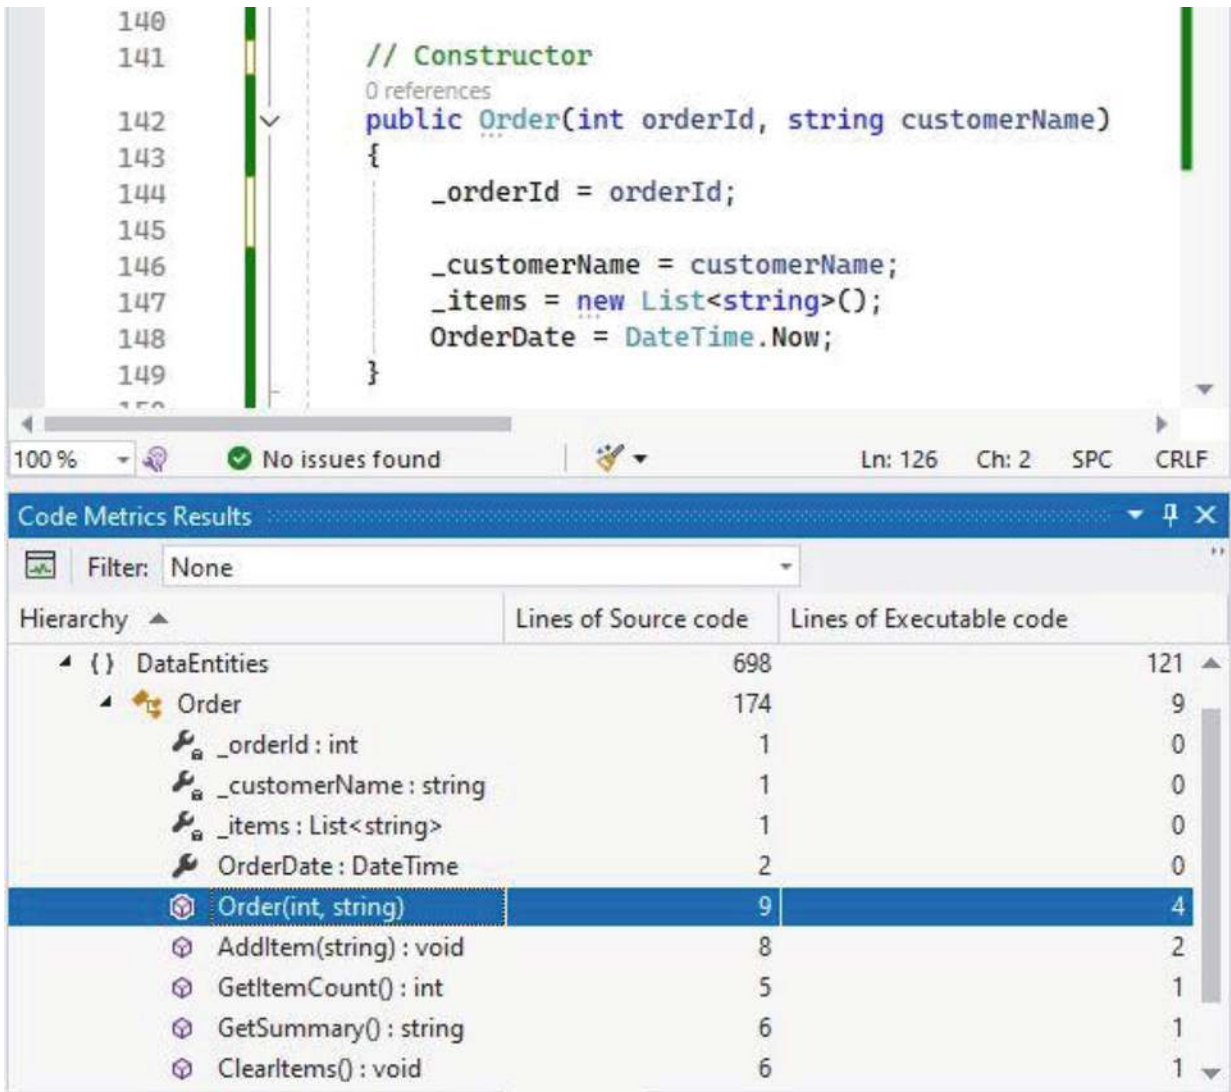 140
141 // Constructor
0 references
142 public Order(int orderId, string customerName)
143 {
144 _orderId = orderId;
145
146 _customerName = customerName;
147 _items = new List<string>();
148 OrderDate = DateTime.Now;
149 }
150
100 % No issues found Ln: 126 Ch: 2 SPC CRLF
Code Metrics Results
Filter: None
Hierarchy Lines of Source code Lines of Executable code
{ } DataEntities 698 121
Order 174 9
_orderId : int 1 0
_customerName : string 1 0
_items : List<string> 1 0
OrderDate : DateTime 2 0
Order(int, string) 9 4
AddItem(string) : void 8 2
GetItemCount() : int 5 1
GetSummary() : string 6 1
ClearItems() : void 6 1